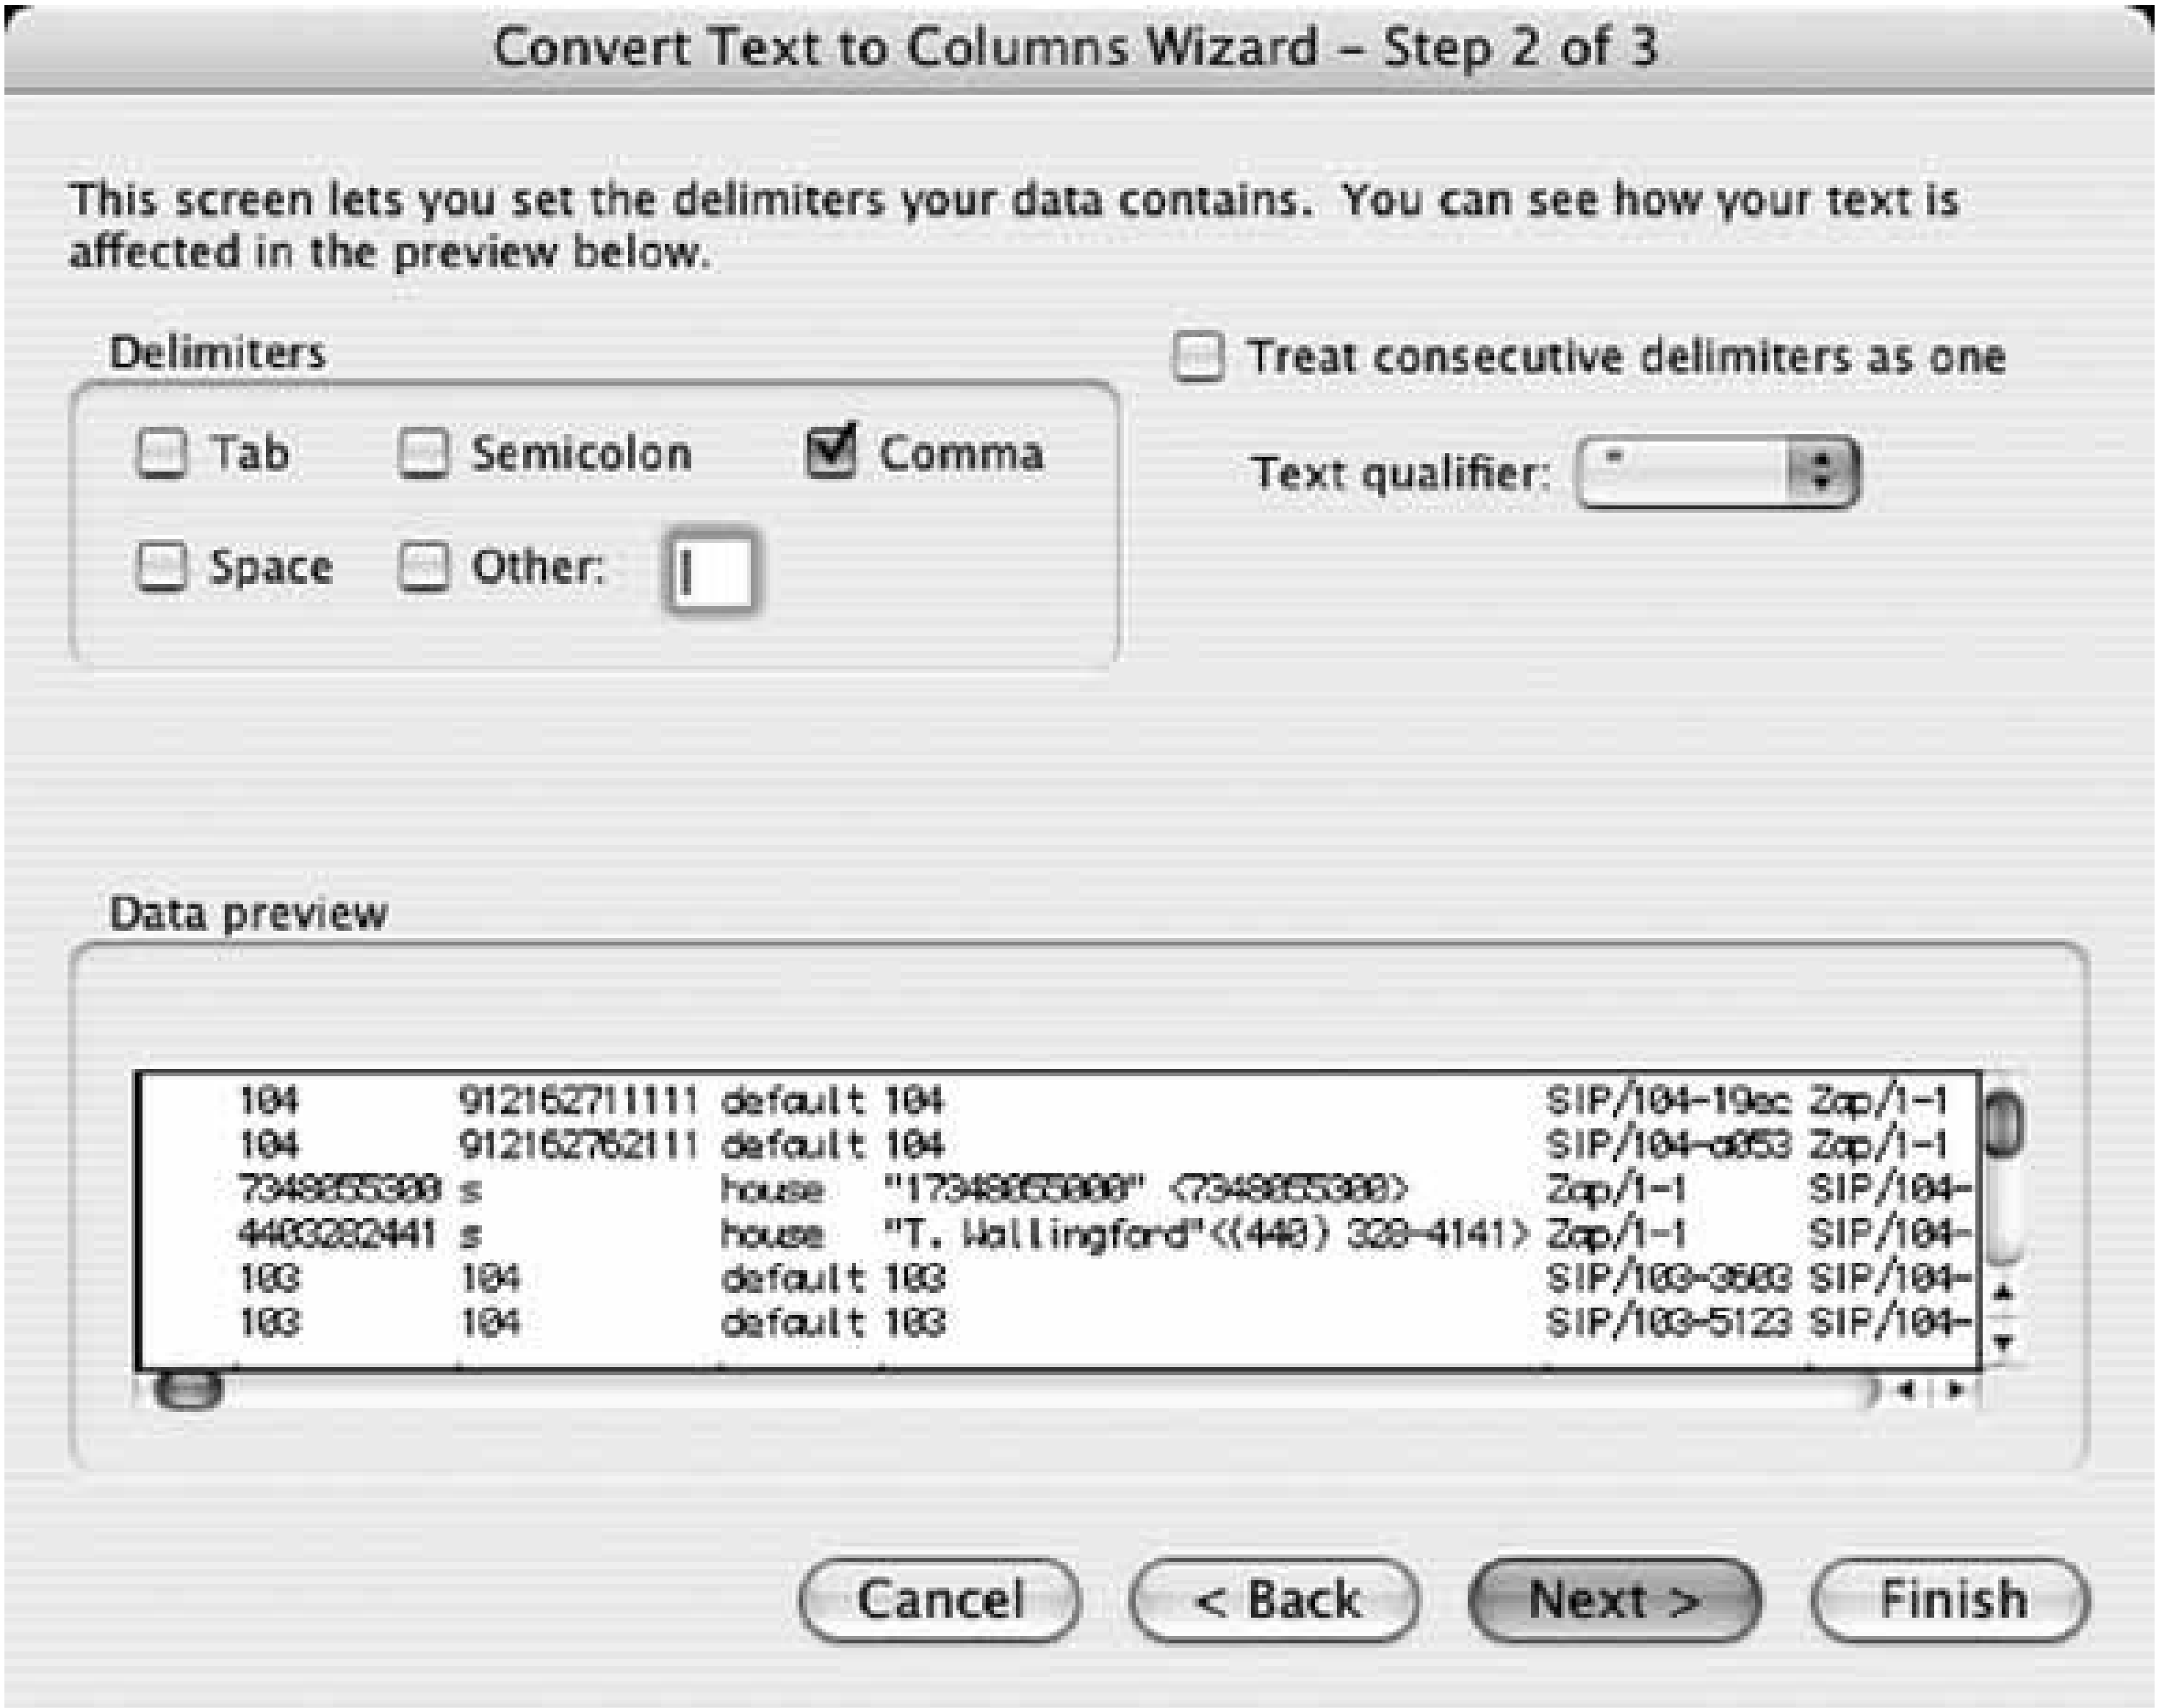 Convert Text to Columns Wizard – Step 2 of 3
This screen lets you set the delimiters your data contains.  You can see how your text is
affected in the preview below.
Delimiters
Treat consecutive delimiters as one
Tab
Semicolon
Comma
Text qualifier: "
Space
Other:
Data preview
104 912162711111 default 104 SIP/104-19ec Zap/1-1
104 912162762111 default 104 SIP/104-a053 Zap/1-1
7348055300 s house "17348055000" <7348055300> Zap/1-1 SIP/104-
4403282441 s house "T. Wallingford"<(440) 328-4141> Zap/1-1 SIP/104-
103 104 default 103 SIP/103-3603 SIP/104-
103 104 default 103 SIP/103-5123 SIP/104-
Cancel
< Back
Next >
Finish